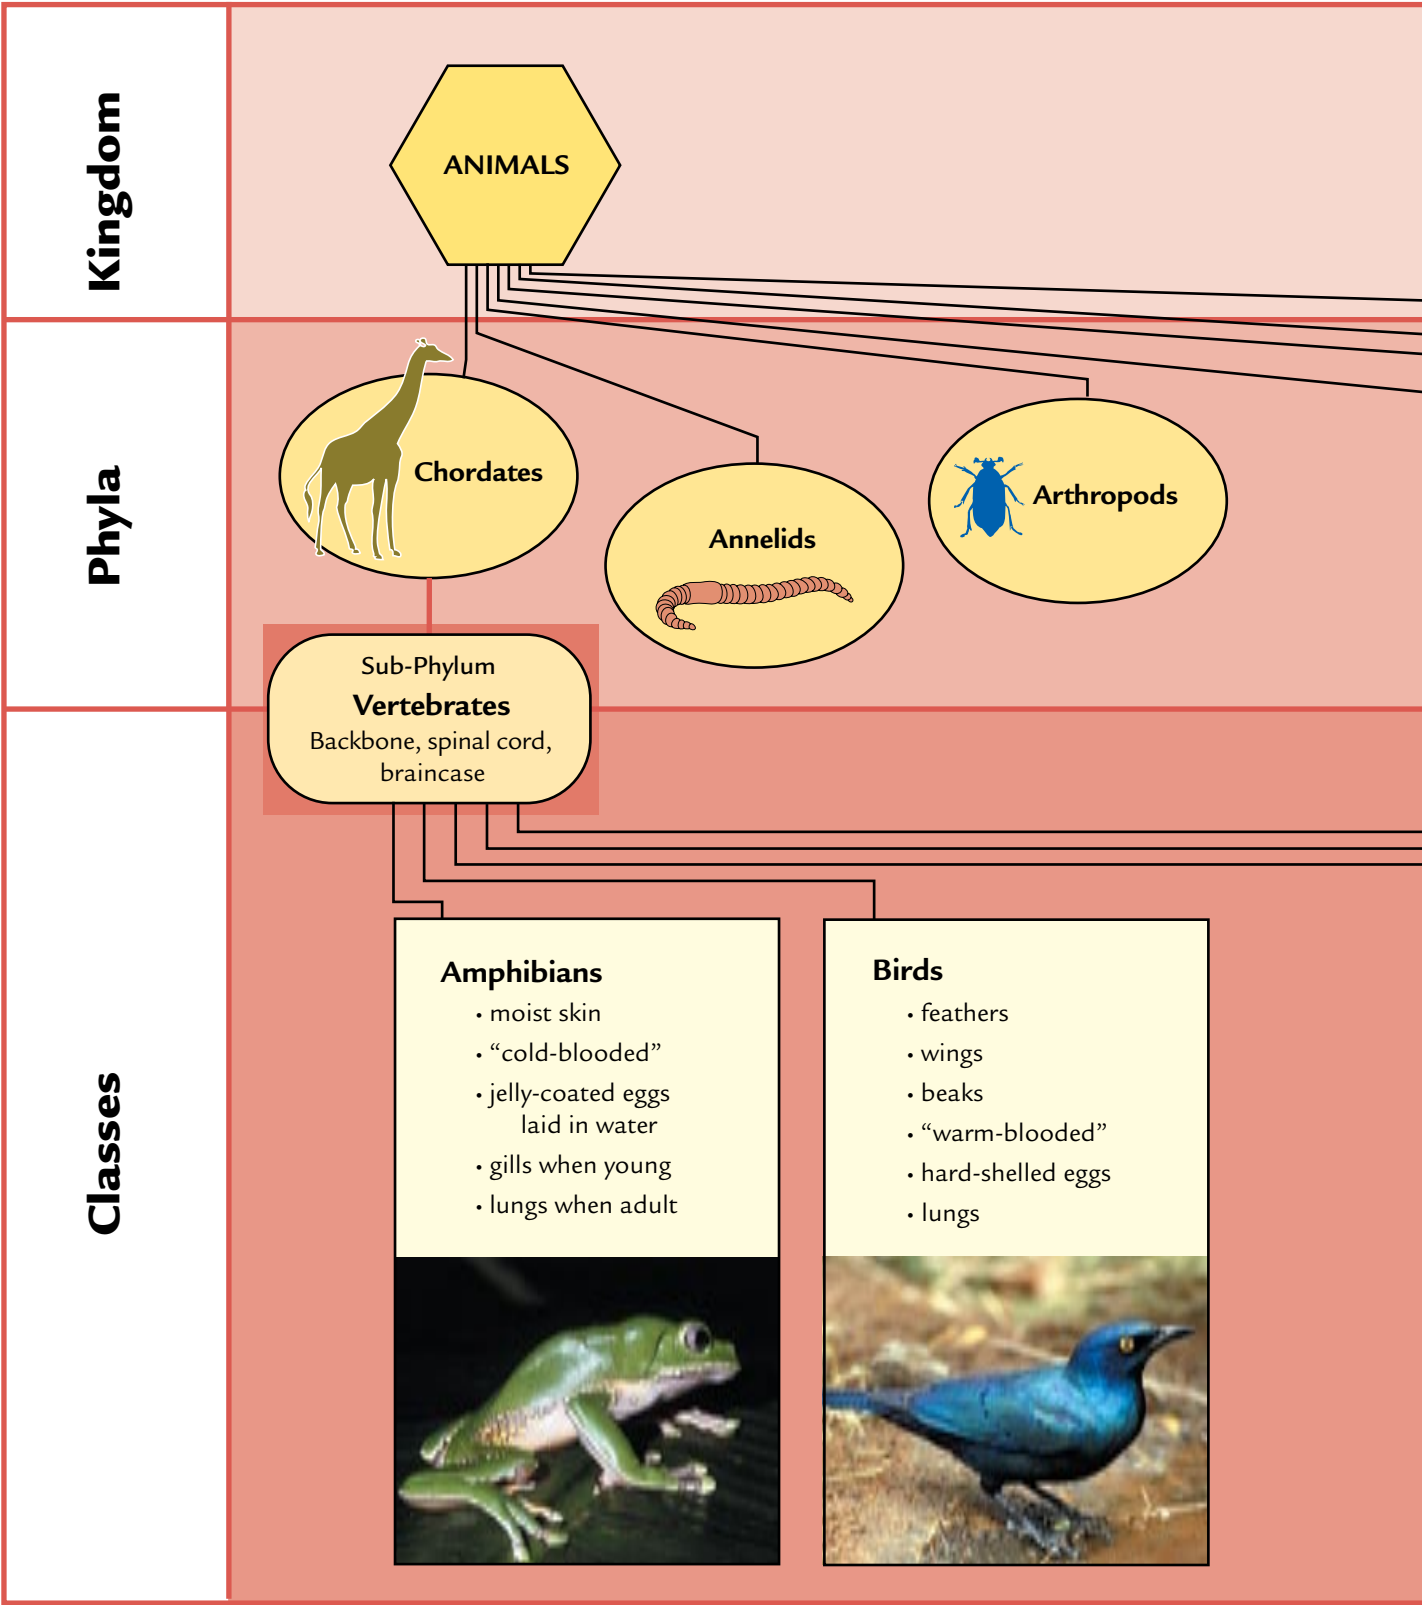 Kingdom
ANIMALS
Phyla
Chordates
Annelids
Arthropods
Sub-Phylum
Vertebrates
Backbone, spinal cord,
braincase
Classes
Amphibians
• moist skin
• “cold-blooded”
• jelly-coated eggs
laid in water
• gills when young
• lungs when adult
Birds
• feathers
• wings
• beaks
• “warm-blooded”
• hard-shelled eggs
• lungs